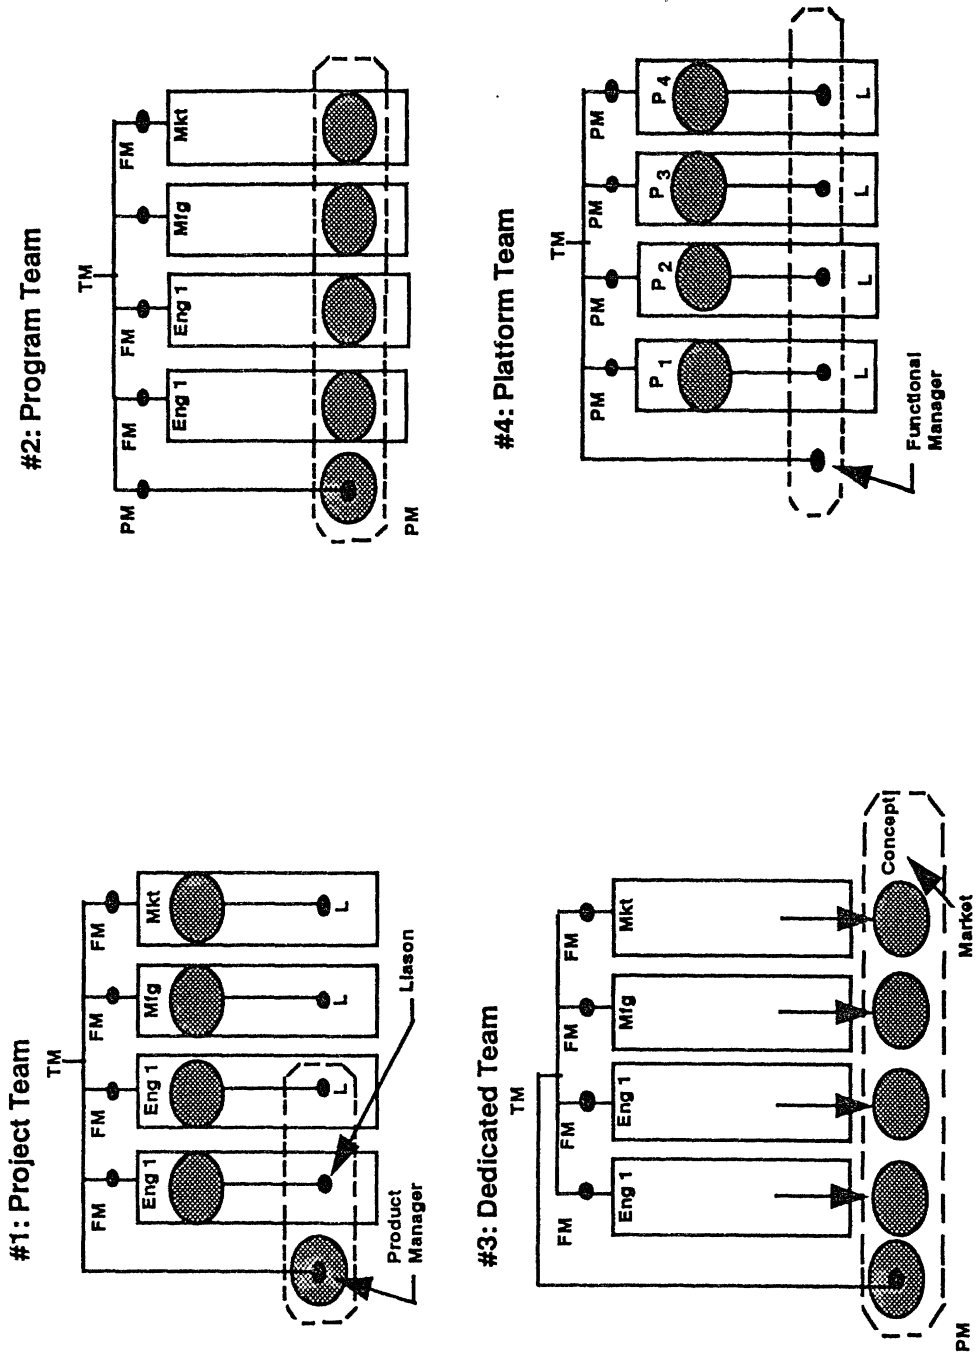 #1: Project Team
TM
FM
FM
FM
FM
Eng 1
Eng 1
Mfg
Mkt
L
L
L
Product
Manager
Liason
#2: Program Team
TM
PM
FM
FM
FM
FM
Eng 1
Eng 1
Mfg
Mkt
PM
#3: Dedicated Team
TM
FM
FM
FM
FM
Eng 1
Eng 1
Mfg
Mkt
Concept
PM
Market
#4: Platform Team
TM
PM
PM
PM
PM
P 1
P 2
P 3
P 4
L
L
L
L
Functional
Manager